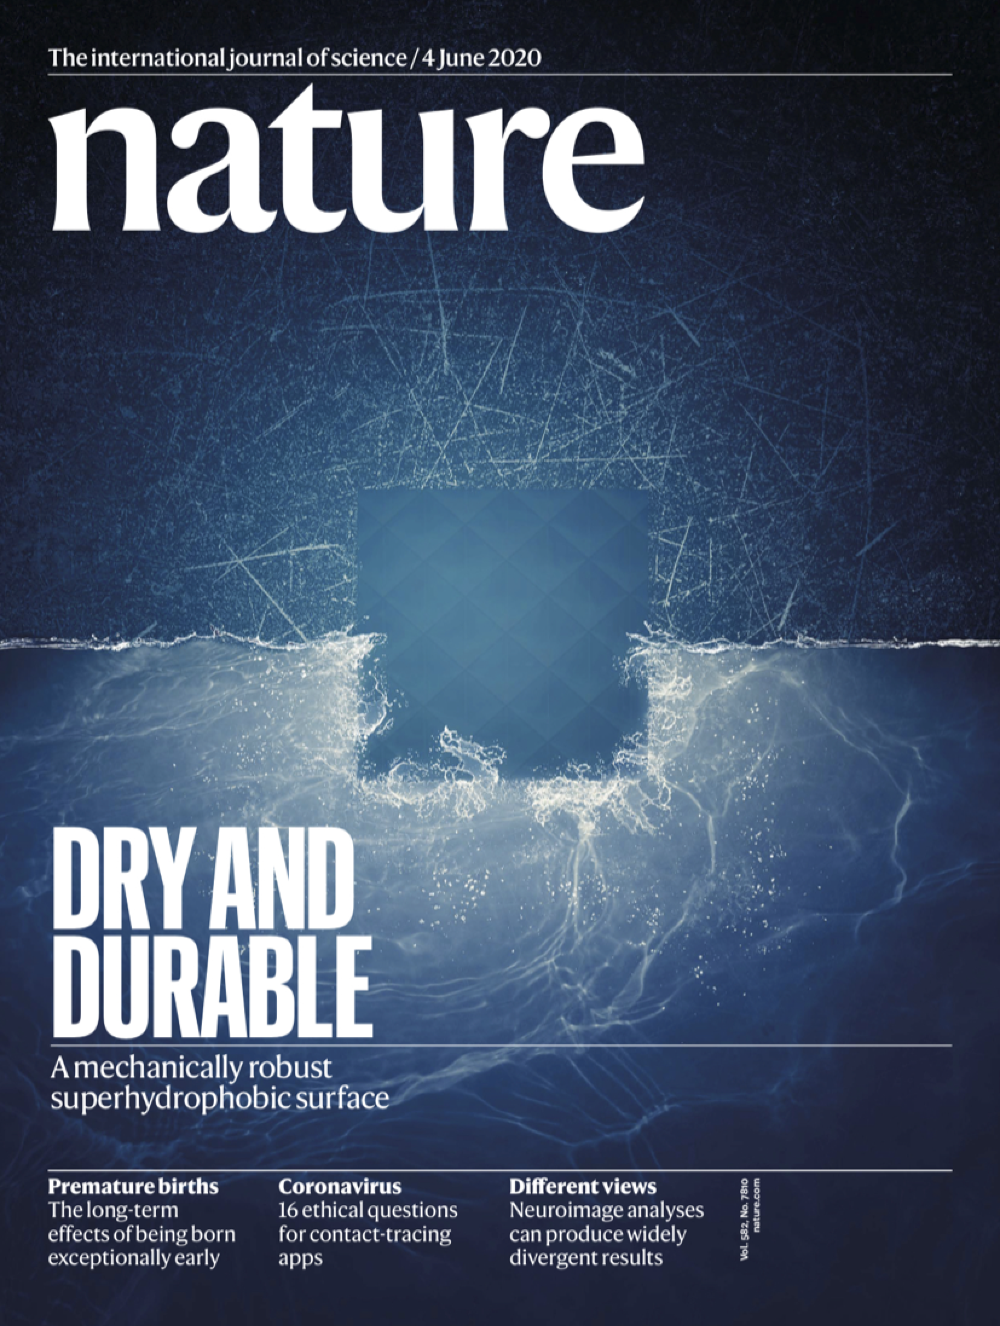 The international journal of science / 4 June 2020
nature
DRY AND
DURABLE
A mechanically robust
superhydrophobic surface
Premature births
The long-term
effects of being born
exceptionally early
Coronavirus
16 ethical questions
for contact-tracing
apps
Different views
Neuroimage analyses
can produce widely
divergent results
Vol. 582, No. 7810
nature.com